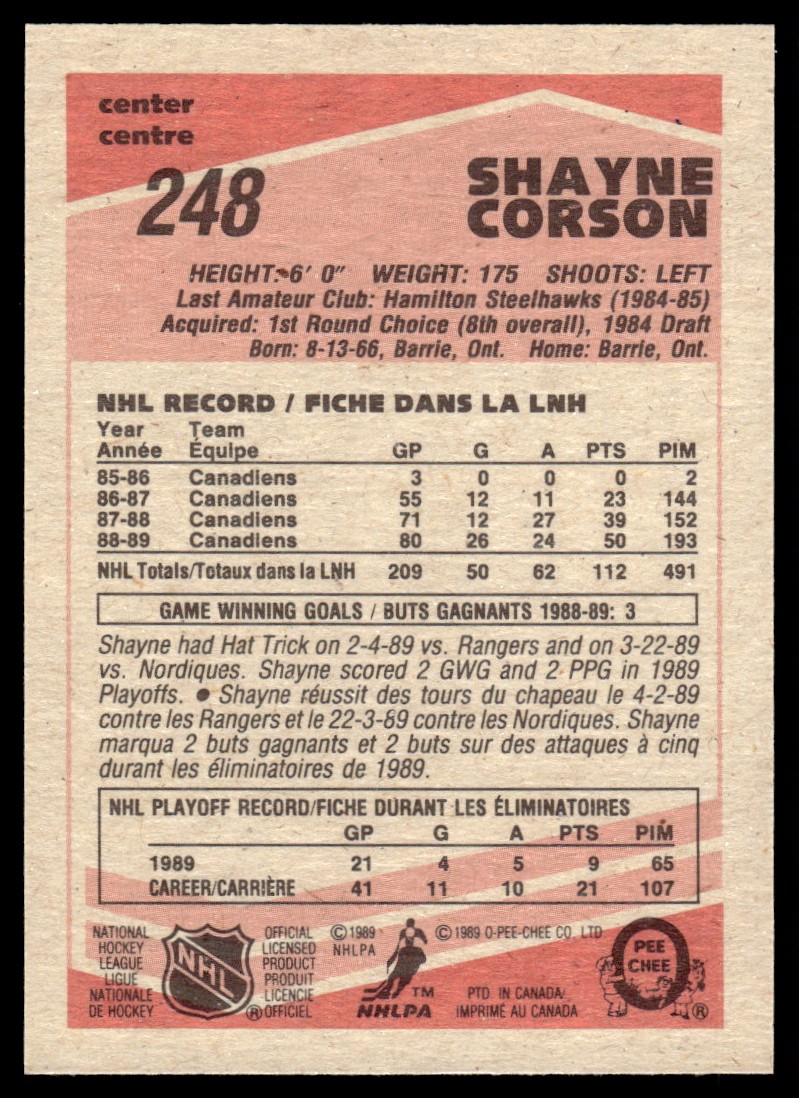 center
centre
248
SHAYNE
CORSON
HEIGHT: 6' 0" WEIGHT: 175 SHOOTS: LEFT
Last Amateur Club: Hamilton Steelhawks (1984-85)
Acquired: 1st Round Choice (8th overall), 1984 Draft
Born: 8-13-66, Barrie, Ont. Home: Barrie, Ont.
NHL RECORD / FICHE DANS LA LNH
Year Team
Année Équipe GP G A PTS PIM
85-86 Canadiens 3 0 0 0 2
86-87 Canadiens 55 12 11 23 144
87-88 Canadiens 71 12 27 39 152
88-89 Canadiens 80 26 24 50 193
NHL Totals/Totaux dans la LNH 209 50 62 112 491
GAME WINNING GOALS / BUTS GAGNANTS 1988-89: 3
Shayne had Hat Trick on 2-4-89 vs. Rangers and on 3-22-89
vs. Nordiques. Shayne scored 2 GWG and 2 PPG in 1989
Playoffs. ● Shayne réussit des tours du chapeau le 4-2-89
contre les Rangers et le 22-3-89 contre les Nordiques. Shayne
marqua 2 buts gagnants et 2 buts sur des attaques à cinq
durant les éliminatoires de 1989.
NHL PLAYOFF RECORD/FICHE DURANT LES ÉLIMINATOIRES
GP G A PTS PIM
1989 21 4 5 9 65
CAREER/CARRIÈRE 41 11 10 21 107
NATIONAL
HOCKEY
LEAGUE
LIGUE
NATIONALE
DE HOCKEY
NHL
®
OFFICIAL
LICENSED
PRODUCT
PRODUIT
LICENCIE
OFFICIEL
© 1989
NHLPA
TM
NHLPA
© 1989 O-PEE-CHEE CO. LTD
PTD. IN CANADA/
IMPRIMÉ AU CANADA
PEE
CHEE
®